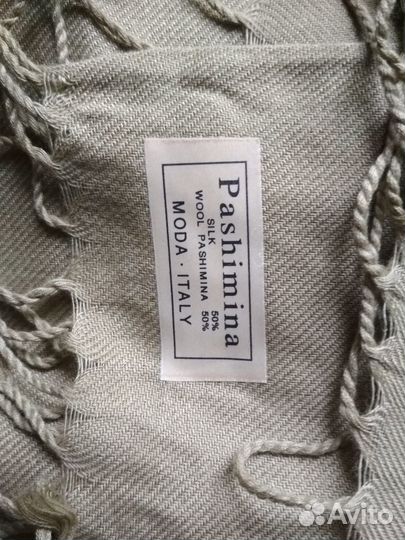 Pashimina
SILK 50%
WOOL PASHIMINA 50%
MODA · ITALY
Avito